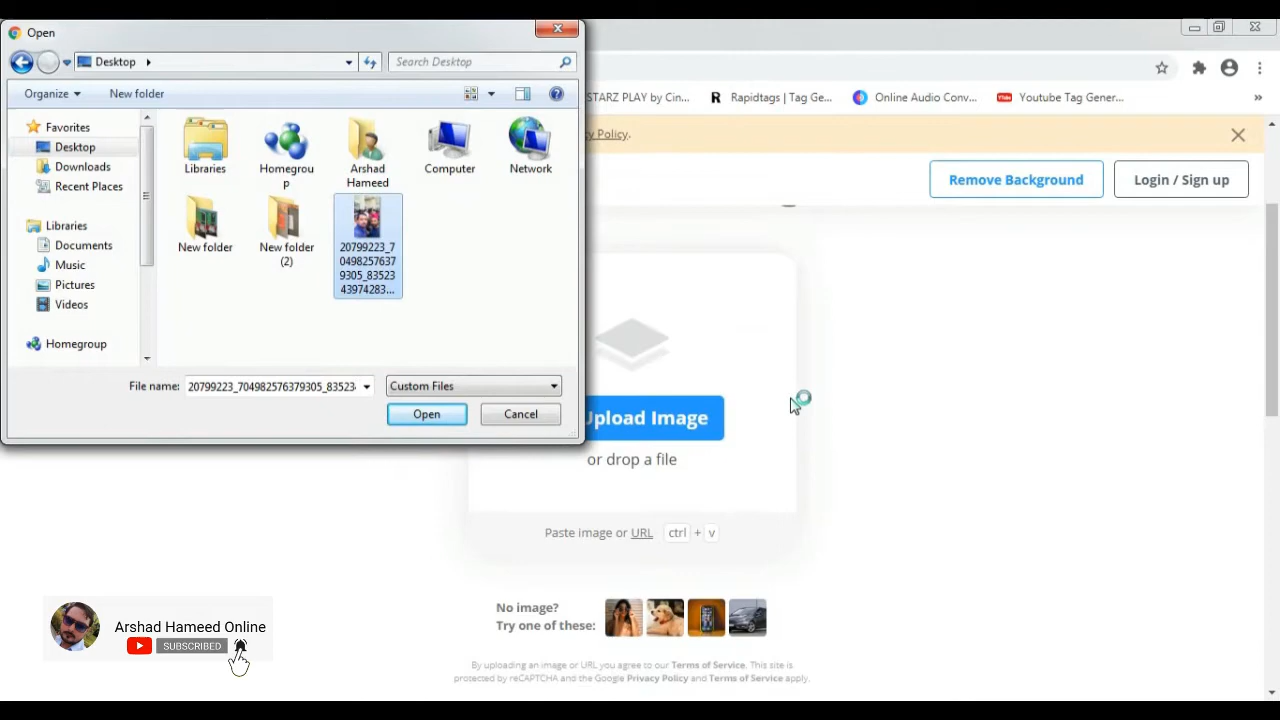 Open
Desktop
Search Desktop
Organize
New folder
STARZ PLAY by Cin...
Rapidtags | Tag Ge...
Online Audio Conv...
Youtube Tag Gener...
»
Favorites
Desktop
Downloads
Recent Places
Libraries
Documents
Music
Pictures
Videos
Homegroup
Libraries
Homegrou
p
Arshad
Hameed
Computer
Network
New folder
New folder
(2)
20799223_7
0498257637
9305_83523
43974283...
File name:
20799223_704982576379305_83523
Custom Files
Open
Cancel
cy Policy.
Remove Background
Login / Sign up
Upload Image
or drop a file
Paste image or URL ctrl + v
No image?
Try one of these:
By uploading an image or URL you agree to our Terms of Service. This site is
protected by reCAPTCHA and the Google Privacy Policy and Terms of Service apply.
Arshad Hameed Online
SUBSCRIBED